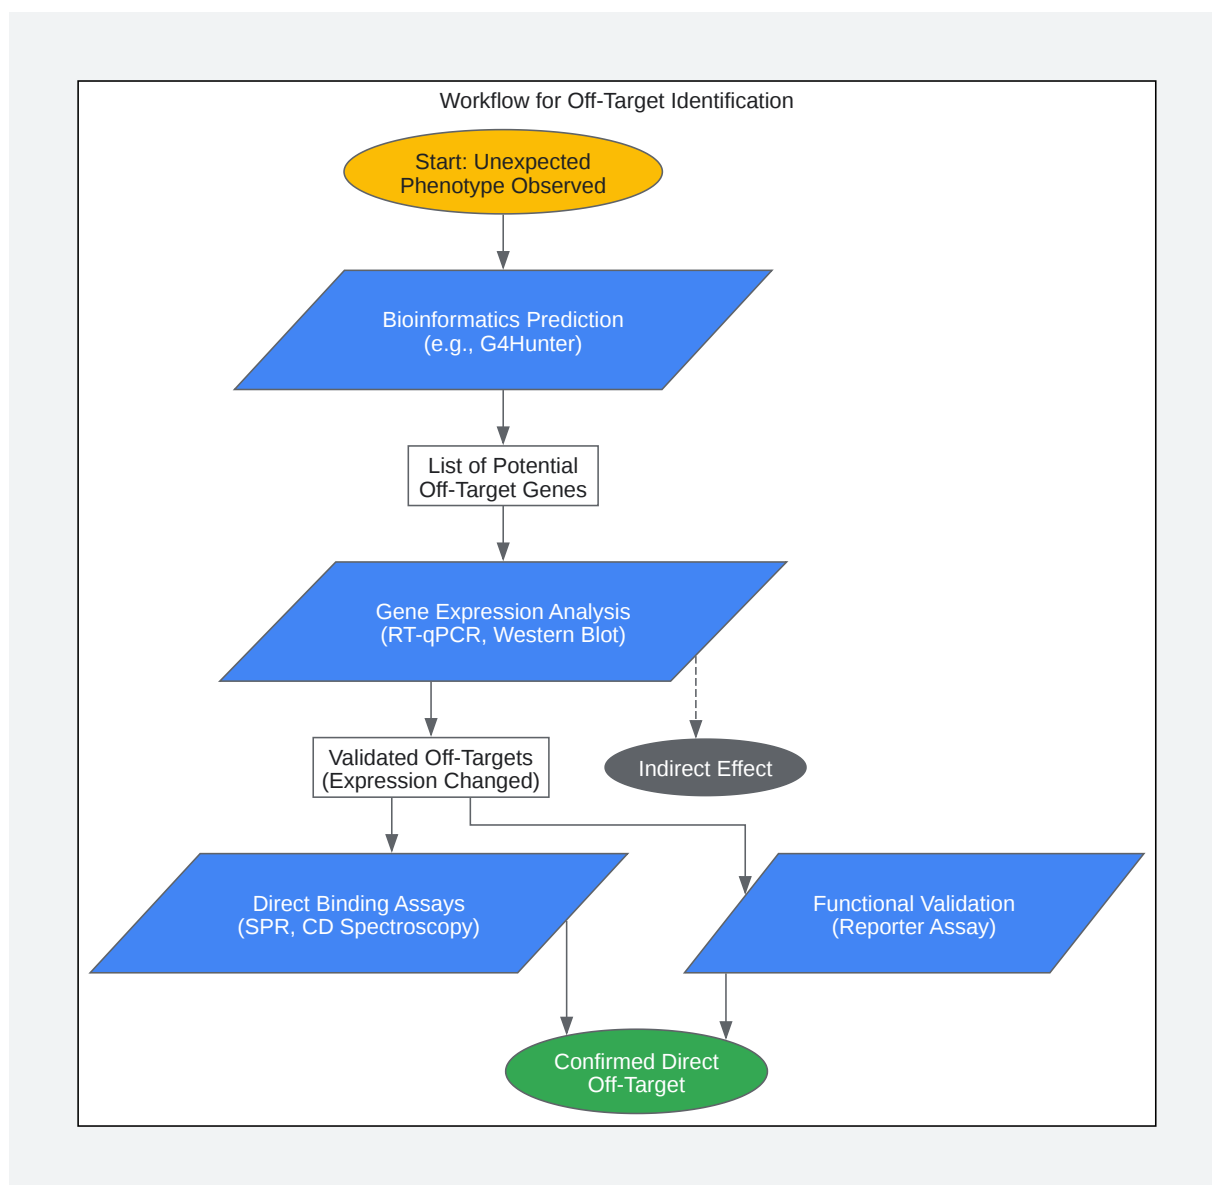 Workflow for Off-Target Identification
Start: Unexpected
Phenotype Observed
Bioinformatics Prediction
(e.g., G4Hunter)
List of Potential
Off-Target Genes
Gene Expression Analysis
(RT-qPCR, Western Blot)
Validated Off-Targets
(Expression Changed)
Indirect Effect
Direct Binding Assays
(SPR, CD Spectroscopy)
Functional Validation
(Reporter Assay)
Confirmed Direct
Off-Target